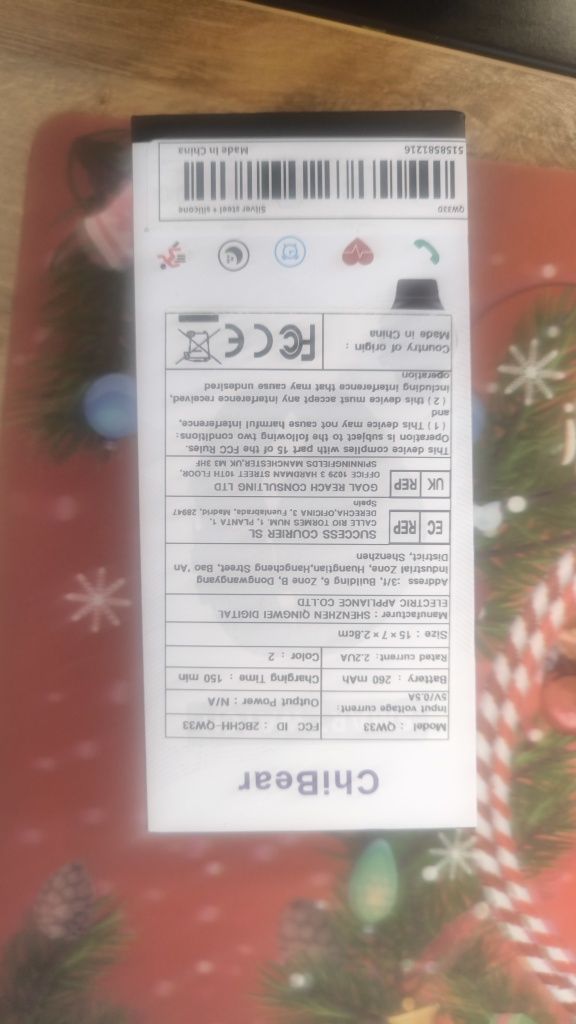 ChiBear
Model : QW33
FCC ID : 2BCHH-QW33
Input voltage current:
5V/0.5A
Output Power : N/A
Battery : 260 mAh
Charging Time : 150 min
Rated current: 2.2UA
Color : 2
Size : 15 × 7 × 2.8cm
Manufacturer : SHENZHEN QINGWEI DIGITAL
ELECTRIC APPLIANCE CO.LTD
Address :3/f, Building 6, Zone B, Dongwangyang
Industrial Zone, Huangtian,Hangcheng Street, Bao 'An
District, Shenzhen
EC REP
SUCCESS COURIER SL
CALLE RIO TORMES NUM. 1, PLANTA 1,
DERECHA,OFICINA 3, Fuenlabrada, Madrid, 28947
Spain
UK REP
GOAL REACH CONSULTING LTD
OFFICE 1029 3 HARDMAN STREET 10TH FLOOR,
SPINNINGFIELDS MANCHESTER,UK M3 3HF
This device complies with part 15 of the FCC Rules.
Operation is subject to the following two conditions:
( 1 ) This device may not cause harmful interference,
and
( 2 ) this device must accept any interference received,
including interference that may cause undesired
operation
Country of origin :
Made in China
FC CE
QW33D
Silver steel + silicone
5158581216
Made in China